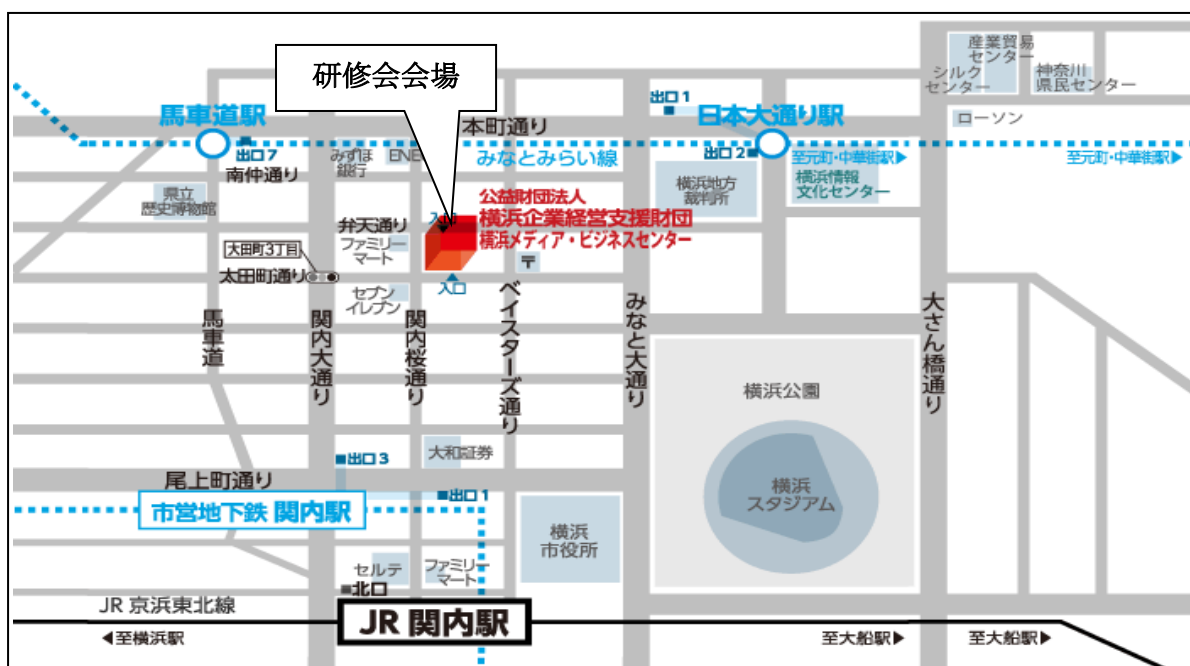 研修会会場
産業貿易
センター
シルク
センター
神奈川
県民センター
馬車道駅
出口1
日本大通り駅
ローソン
本町通り
出口7
みずほ
銀行
ENE
みなとみらい線
出口2
至元町・中華街駅▶
至元町・中華街駅▶
南仲通り
横浜地方
裁判所
横浜情報
文化センター
県立
歴史博物館
公益財団法人
横浜企業経営支援財団
横浜メディア・ビジネスセンター
入口
弁天通り
ファミリー
マート
大田町3丁目
太田町通り
〒
入口
セブン
イレブン
馬車道
関内大通り
関内桜通り
ベイスターズ通り
みなと大通り
大さん橋通り
横浜公園
横浜
スタジアム
出口3
大和証券
尾上町通り
出口1
市営地下鉄 関内駅
横浜
市役所
セルテ
ファミリー
マート
北口
JR 京浜東北線
JR 関内駅
◀至横浜駅
至大船駅▶
至大船駅▶